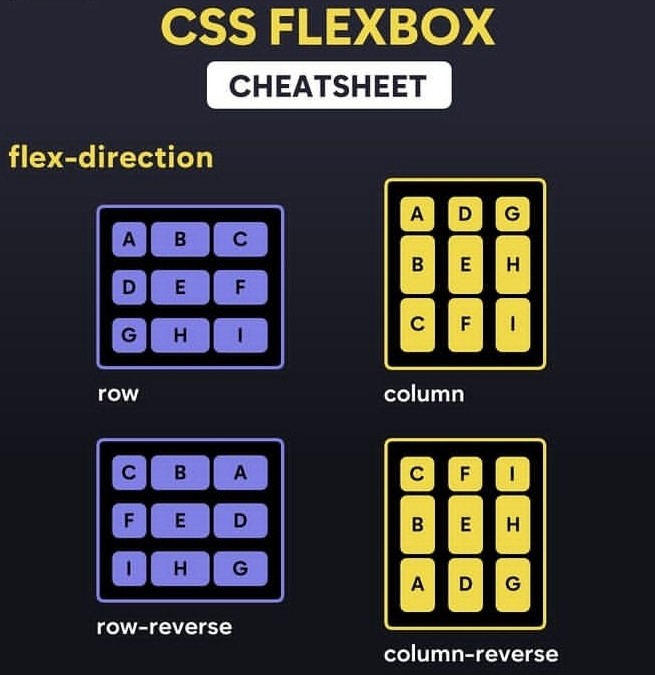 CSS FLEXBOX
CHEATSHEET
flex-direction
A B C
D E F
G H I
row
A D G
B E H
C F I
column
C B A
F E D
I H G
row-reverse
C F I
B E H
A D G
column-reverse